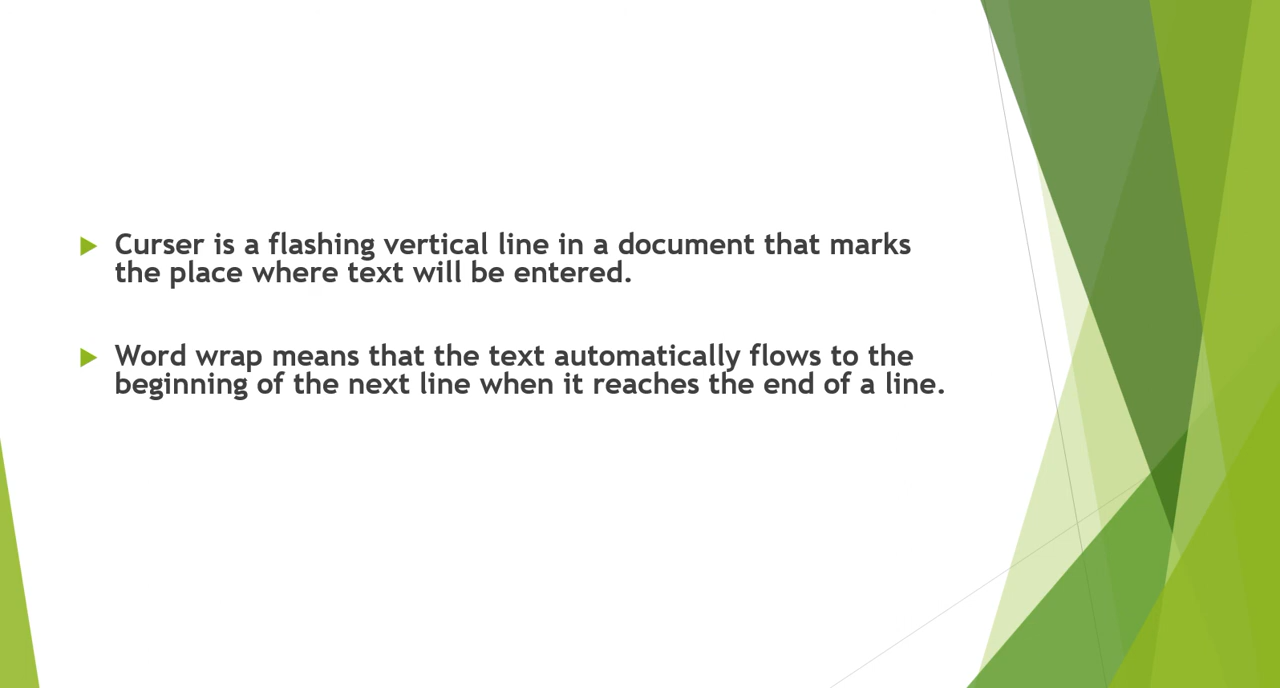 Curser is a flashing vertical line in a document that marks
the place where text will be entered.
Word wrap means that the text automatically flows to the
beginning of the next line when it reaches the end of a line.